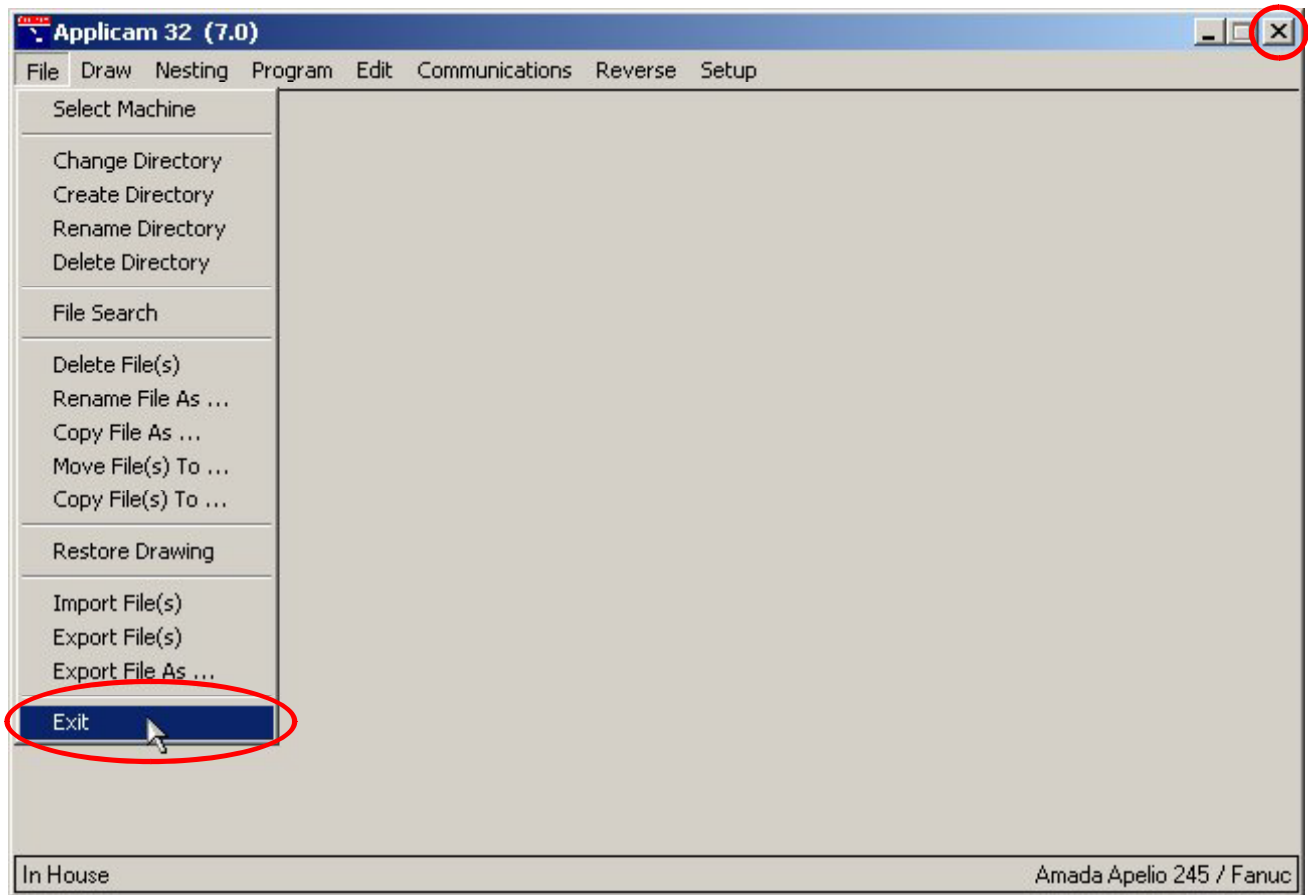 Applicam 32 (7.0)
File Draw Nesting Program Edit Communications Reverse Setup
Select Machine
Change Directory
Create Directory
Rename Directory
Delete Directory
File Search
Delete File(s)
Rename File As ...
Copy File As ...
Move File(s) To ...
Copy File(s) To ...
Restore Drawing
Import File(s)
Export File(s)
Export File As ...
Exit
In House Amada Apelio 245 / Fanuc